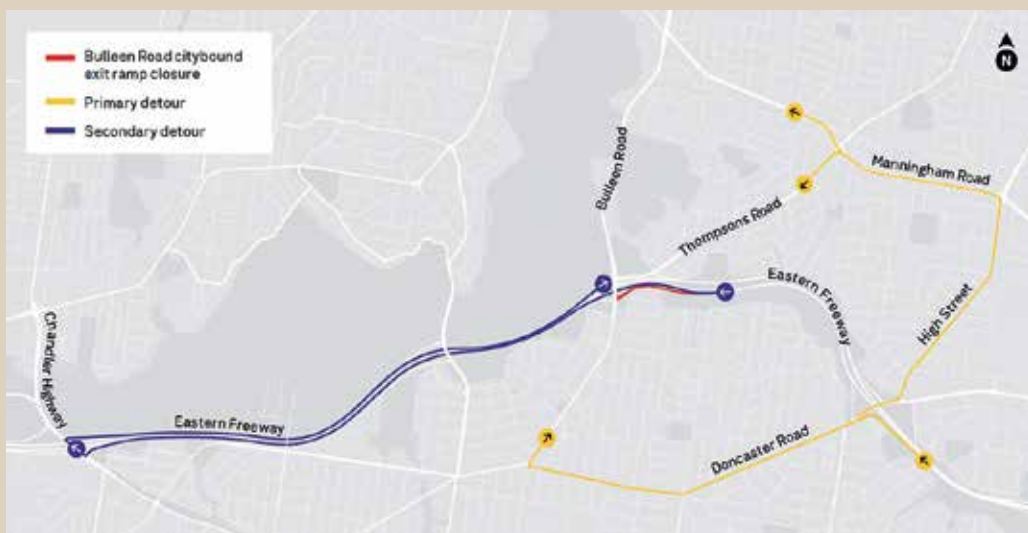 Bulleen Road citybound
exit ramp closure
Primary detour
Secondary detour
N
Bulleen Road
Manningham Road
Thompsons Road
Eastern Freeway
High Street
Chandler Highway
Eastern Freeway
Doncaster Road